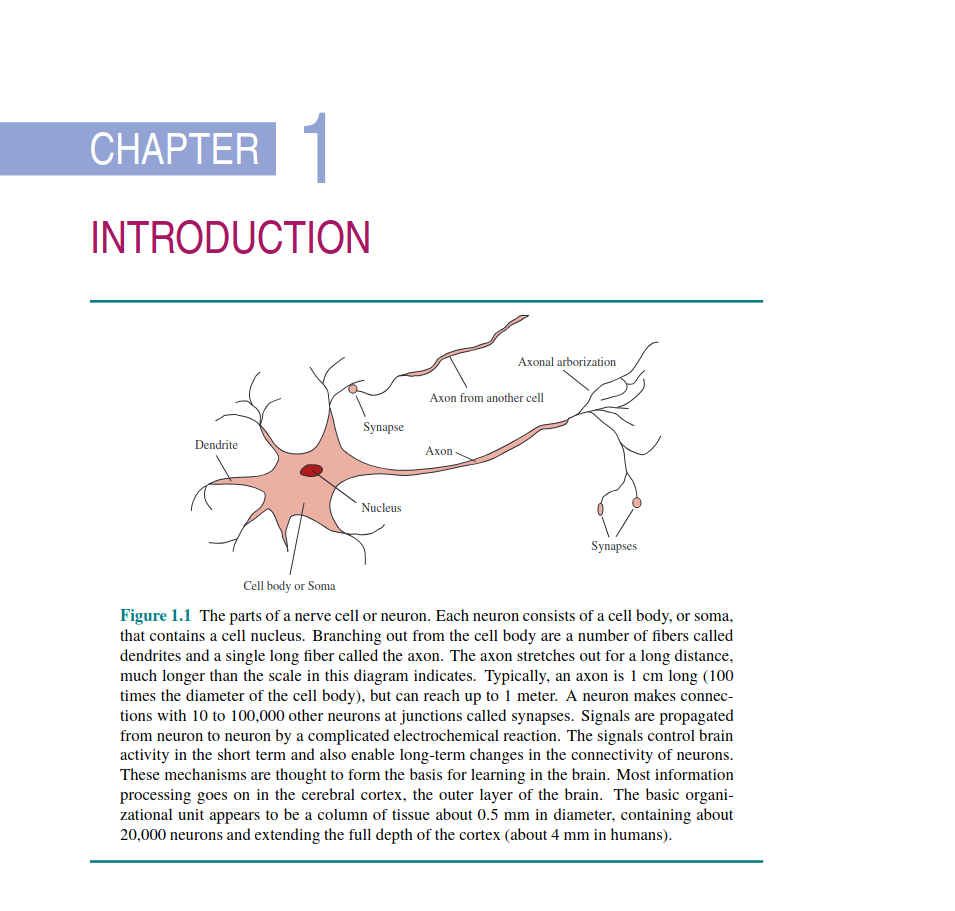 CHAPTER 1
INTRODUCTION
Axonal arborization
Axon from another cell
Synapse
Dendrite
Axon
Nucleus
Synapses
Cell body or Soma
Figure 1.1 The parts of a nerve cell or neuron. Each neuron consists of a cell body, or soma,
that contains a cell nucleus. Branching out from the cell body are a number of fibers called
dendrites and a single long fiber called the axon. The axon stretches out for a long distance,
much longer than the scale in this diagram indicates. Typically, an axon is 1 cm long (100
times the diameter of the cell body), but can reach up to 1 meter. A neuron makes connec-
tions with 10 to 100,000 other neurons at junctions called synapses. Signals are propagated
from neuron to neuron by a complicated electrochemical reaction. The signals control brain
activity in the short term and also enable long-term changes in the connectivity of neurons.
These mechanisms are thought to form the basis for learning in the brain. Most information
processing goes on in the cerebral cortex, the outer layer of the brain. The basic organi-
zational unit appears to be a column of tissue about 0.5 mm in diameter, containing about
20,000 neurons and extending the full depth of the cortex (about 4 mm in humans).